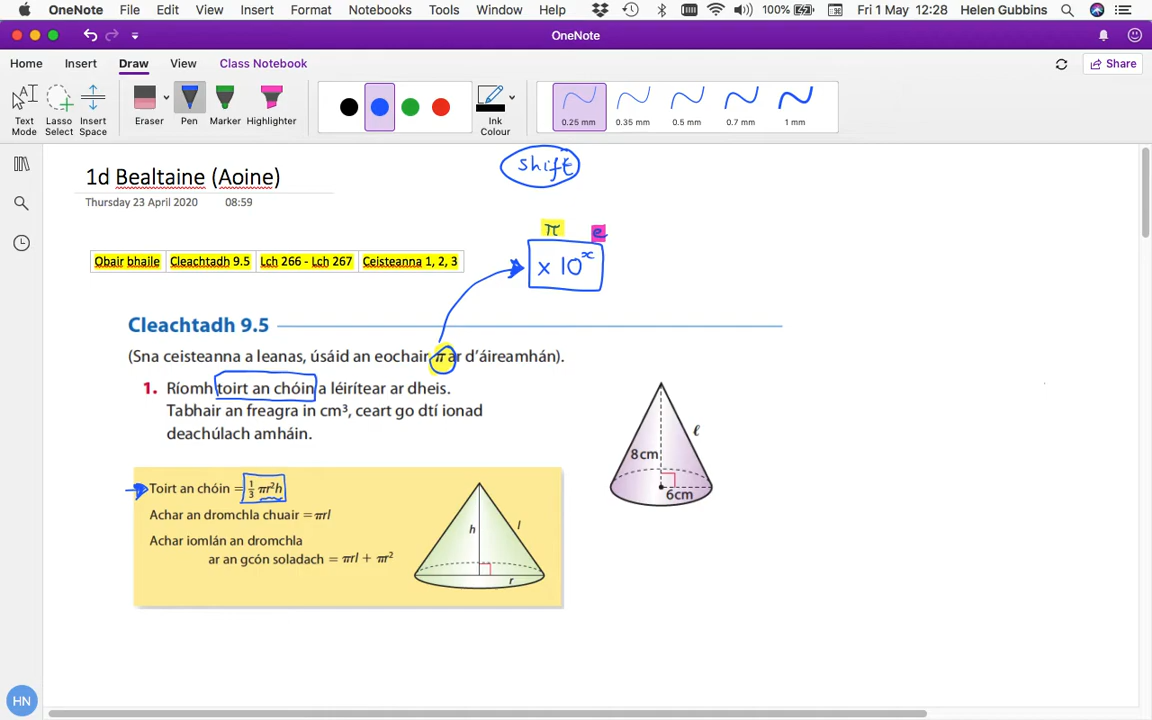 OneNote File Edit View Insert Format Notebooks Tools Window Help 100% Fri 1 May 12:28 Helen Gubbins
OneNote
Home Insert Draw View Class Notebook Share
Text Mode
Lasso Select
Insert Space
Eraser
Pen
Marker
Highlighter
Ink Colour
0.25 mm 0.35 mm 0.5 mm 0.7 mm 1 mm
shift
1d Bealtaine (Aoine)
Thursday 23 April 2020 08:59
π e
Obair bhaile Cleachtadh 9.5 Lch 266 - Lch 267 Ceisteanna 1, 2, 3
x 10ˣ
Cleachtadh 9.5
(Sna ceisteanna a leanas, úsáid an eochair π ar d'áireamhán).
1. Ríomh toirt an chóin a léirítear ar dheis.
Tabhair an freagra in cm³, ceart go dtí ionad
deachúlach amháin.
ℓ
8 cm
6 cm
Toirt an chóin = 1/3 πr²h
Achar an dromchla chuair = πrl
Achar iomlán an dromchla
ar an gcón soladach = πrl + πr²
h
l
r
HN